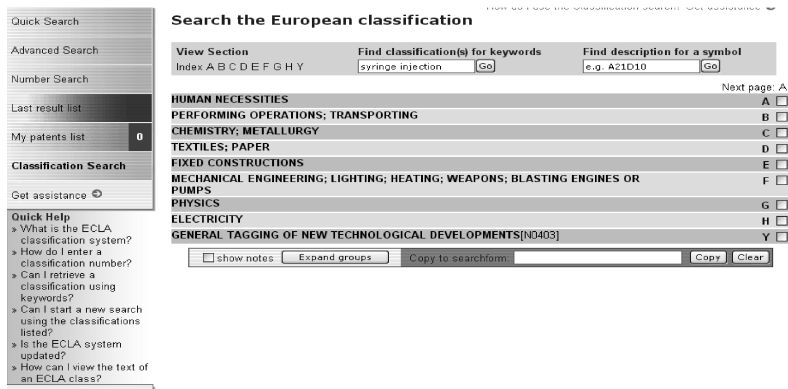 Quick Search
Advanced Search
Number Search
Last result list
My patents list 0
Classification Search
Get assistance
Quick Help
» What is the ECLA
classification system?
» How do I enter a
classification number?
» Can I retrieve a
classification using
keywords?
» Can I start a new search
using the classifications
listed?
» Is the ECLA system
updated?
» How can I view the text of
an ECLA class?
Search the European classification
View Section
Index A B C D E F G H Y
Find classification(s) for keywords
syringe injection Go
Find description for a symbol
e.g. A21D10 Go
Next page: A
HUMAN NECESSITIES A
PERFORMING OPERATIONS; TRANSPORTING B
CHEMISTRY; METALLURGY C
TEXTILES; PAPER D
FIXED CONSTRUCTIONS E
MECHANICAL ENGINEERING; LIGHTING; HEATING; WEAPONS; BLASTING ENGINES OR F
PUMPS
PHYSICS G
ELECTRICITY H
GENERAL TAGGING OF NEW TECHNOLOGICAL DEVELOPMENTS[N0403] Y
show notes Expand groups Copy to searchform: Copy Clear